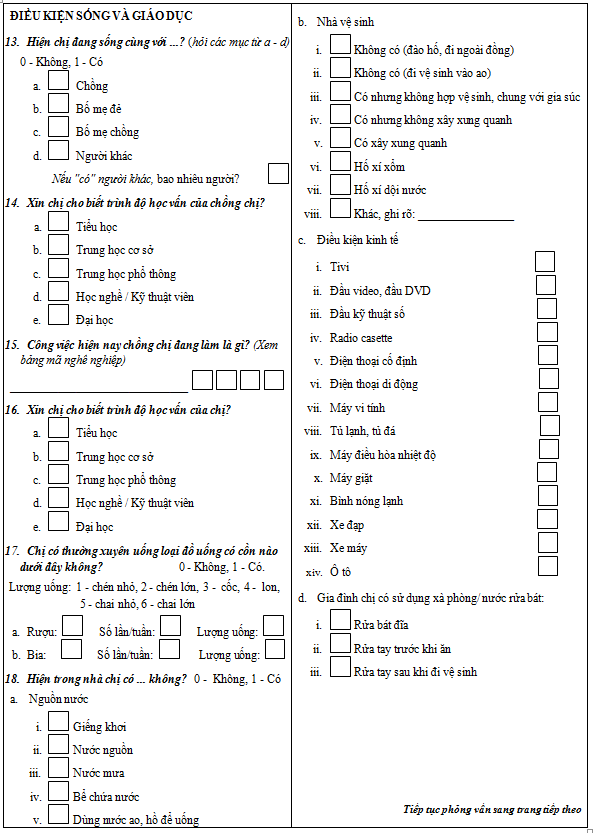 ĐIỀU KIỆN SỐNG VÀ GIÁO DỤC
13. Hiện chị đang sống cùng với ...? (hỏi các mục từ a - d)
0 - Không, 1 - Có
a. Chồng
b. Bố mẹ đẻ
c. Bố mẹ chồng
d. Người khác
Nếu "có" người khác, bao nhiêu người?
14. Xin chị cho biết trình độ học vấn của chồng chị?
a. Tiểu học
b. Trung học cơ sở
c. Trung học phổ thông
d. Học nghề / Kỹ thuật viên
e. Đại học
15. Công việc hiện nay chồng chị đang làm là gì? (Xem
bảng mã nghề nghiệp)
16. Xin chị cho biết trình độ học vấn của chị?
a. Tiểu học
b. Trung học cơ sở
c. Trung học phổ thông
d. Học nghề / Kỹ thuật viên
e. Đại học
17. Chị có thường xuyên uống loại đồ uống có cồn nào
dưới đây không? 0 - Không, 1 - Có.
Lượng uống: 1 - chén nhỏ, 2 - chén lớn, 3 - cốc, 4 - lon,
5 - chai nhỏ, 6 - chai lớn
a. Rượu: Số lần/tuần: Lượng uống:
b. Bia: Số lần/tuần: Lượng uống:
18. Hiện trong nhà chị có ... không? 0 - Không, 1 - Có
a. Nguồn nước
i. Giếng khơi
ii. Nước nguồn
iii. Nước mưa
iv. Bể chứa nước
v. Dùng nước ao, hồ để uống
b. Nhà vệ sinh
i. Không có (đào hố, đi ngoài đồng)
ii. Không có (đi vệ sinh vào ao)
iii. Có nhưng không hợp vệ sinh, chung với gia súc
iv. Có nhưng không xây xung quanh
v. Có xây xung quanh
vi. Hố xí xổm
vii. Hố xí dội nước
viii. Khác, ghi rõ: ________________
c. Điều kiện kinh tế
i. Tivi
ii. Đầu video, đầu DVD
iii. Đầu kỹ thuật số
iv. Radio casette
v. Điện thoại cố định
vi. Điện thoại di động
vii. Máy vi tính
viii. Tủ lạnh, tủ đá
ix. Máy điều hòa nhiệt độ
x. Máy giặt
xi. Bình nóng lạnh
xii. Xe đạp
xiii. Xe máy
xiv. Ô tô
d. Gia đình chị có sử dụng xà phòng/ nước rửa bát:
i. Rửa bát đĩa
ii. Rửa tay trước khi ăn
iii. Rửa tay sau khi đi vệ sinh
Tiếp tục phỏng vấn sang trang tiếp theo